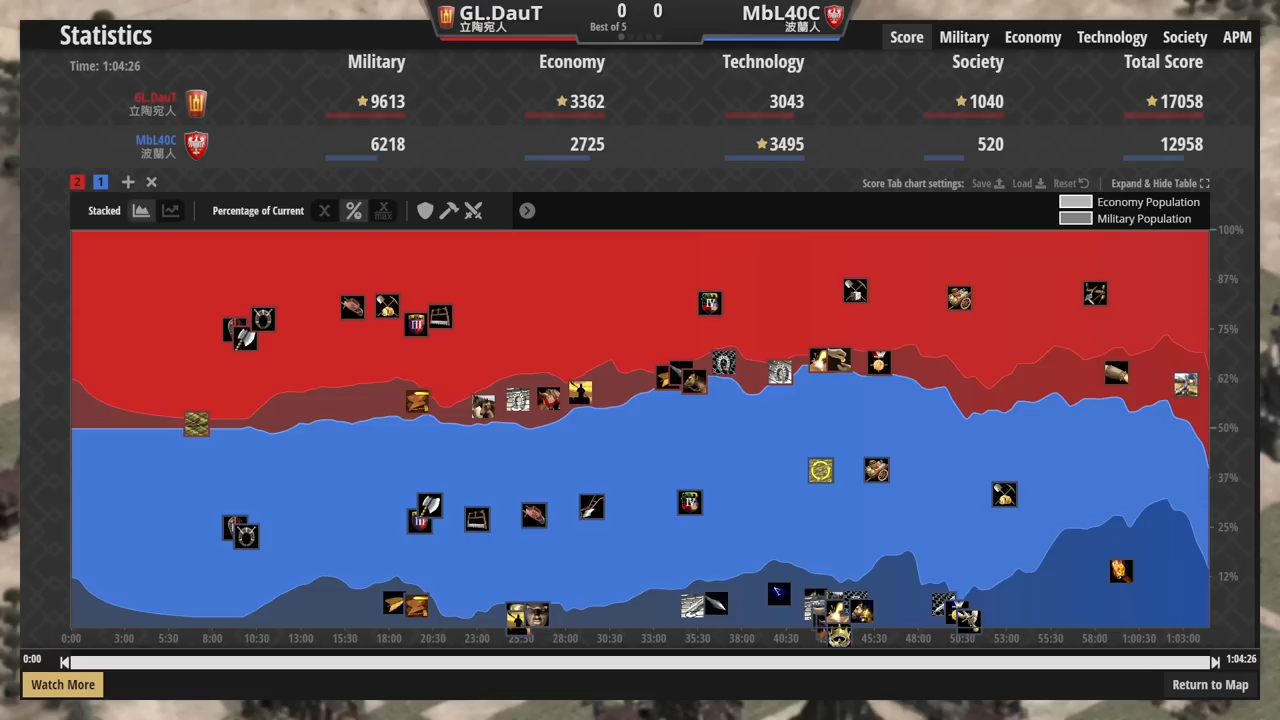 GL.DauT 0 0 MbL40C
立陶宛人 Best of 5 波蘭人
Statistics
Score Military Economy Technology Society APM
Time: 1:04:26 Military Economy Technology Society Total Score
GL.DauT
立陶宛人
9613 3362 3043 1040 17058
MbL40C
波蘭人
6218 2725 3495 520 12958
2 1 Score Tab chart settings: Save Load Reset Expand & Hide Table
Stacked Percentage of Current X % X max
Economy Population
Military Population
100%
87%
75%
62%
50%
37%
25%
12%
III
IV
III
IV
0:00 3:00 5:30 8:00 10:30 13:00 15:30 18:00 20:30 23:00 25:30 28:00 30:30 33:00 35:30 38:00 40:30 45:30 48:00 50:30 53:00 55:30 58:00 1:00:30 1:03:00
0:00 1:04:26
Watch More Return to Map